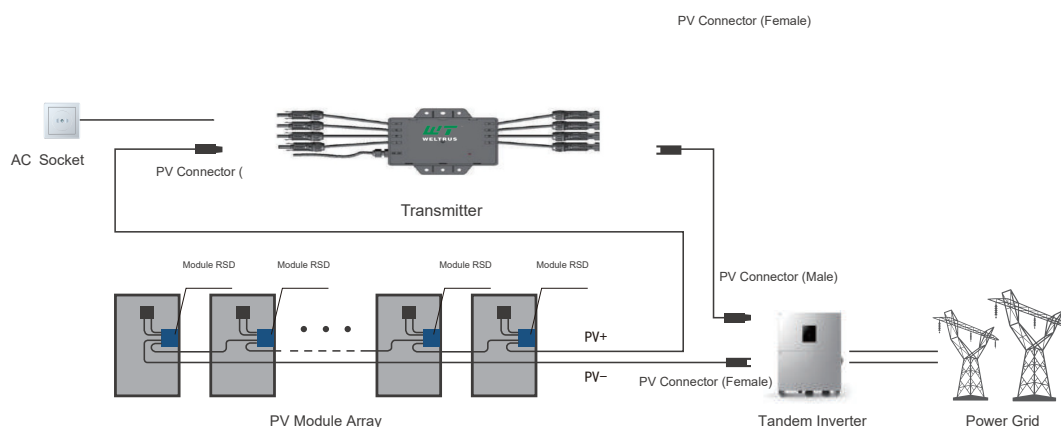 PV Connector (Female)
WT
WELTRUS
AC Socket
PV Connector (
Transmitter
Module RSD
Module RSD
Module RSD
Module RSD
PV Connector (Male)
PV+
PV−
PV Connector (Female)
PV Module Array
Tandem Inverter
Power Grid